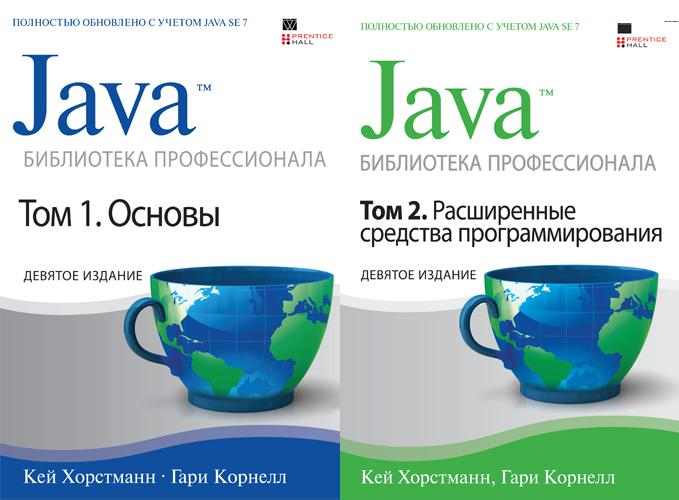 ПОЛНОСТЬЮ ОБНОВЛЕНО С УЧЕТОМ JAVA SE 7
PRENTICE
HALL
Java™
БИБЛИОТЕКА ПРОФЕССИОНАЛА
Том 1. Основы
ДЕВЯТОЕ ИЗДАНИЕ
Кей Хорстманн · Гари Корнелл
ПОЛНОСТЬЮ ОБНОВЛЕНО С УЧЕТОМ JAVA SE 7
PRENTICE
HALL
Java™
БИБЛИОТЕКА ПРОФЕССИОНАЛА
Том 2. Расширенные
средства программирования
ДЕВЯТОЕ ИЗДАНИЕ
Кей Хорстманн, Гари Корнелл